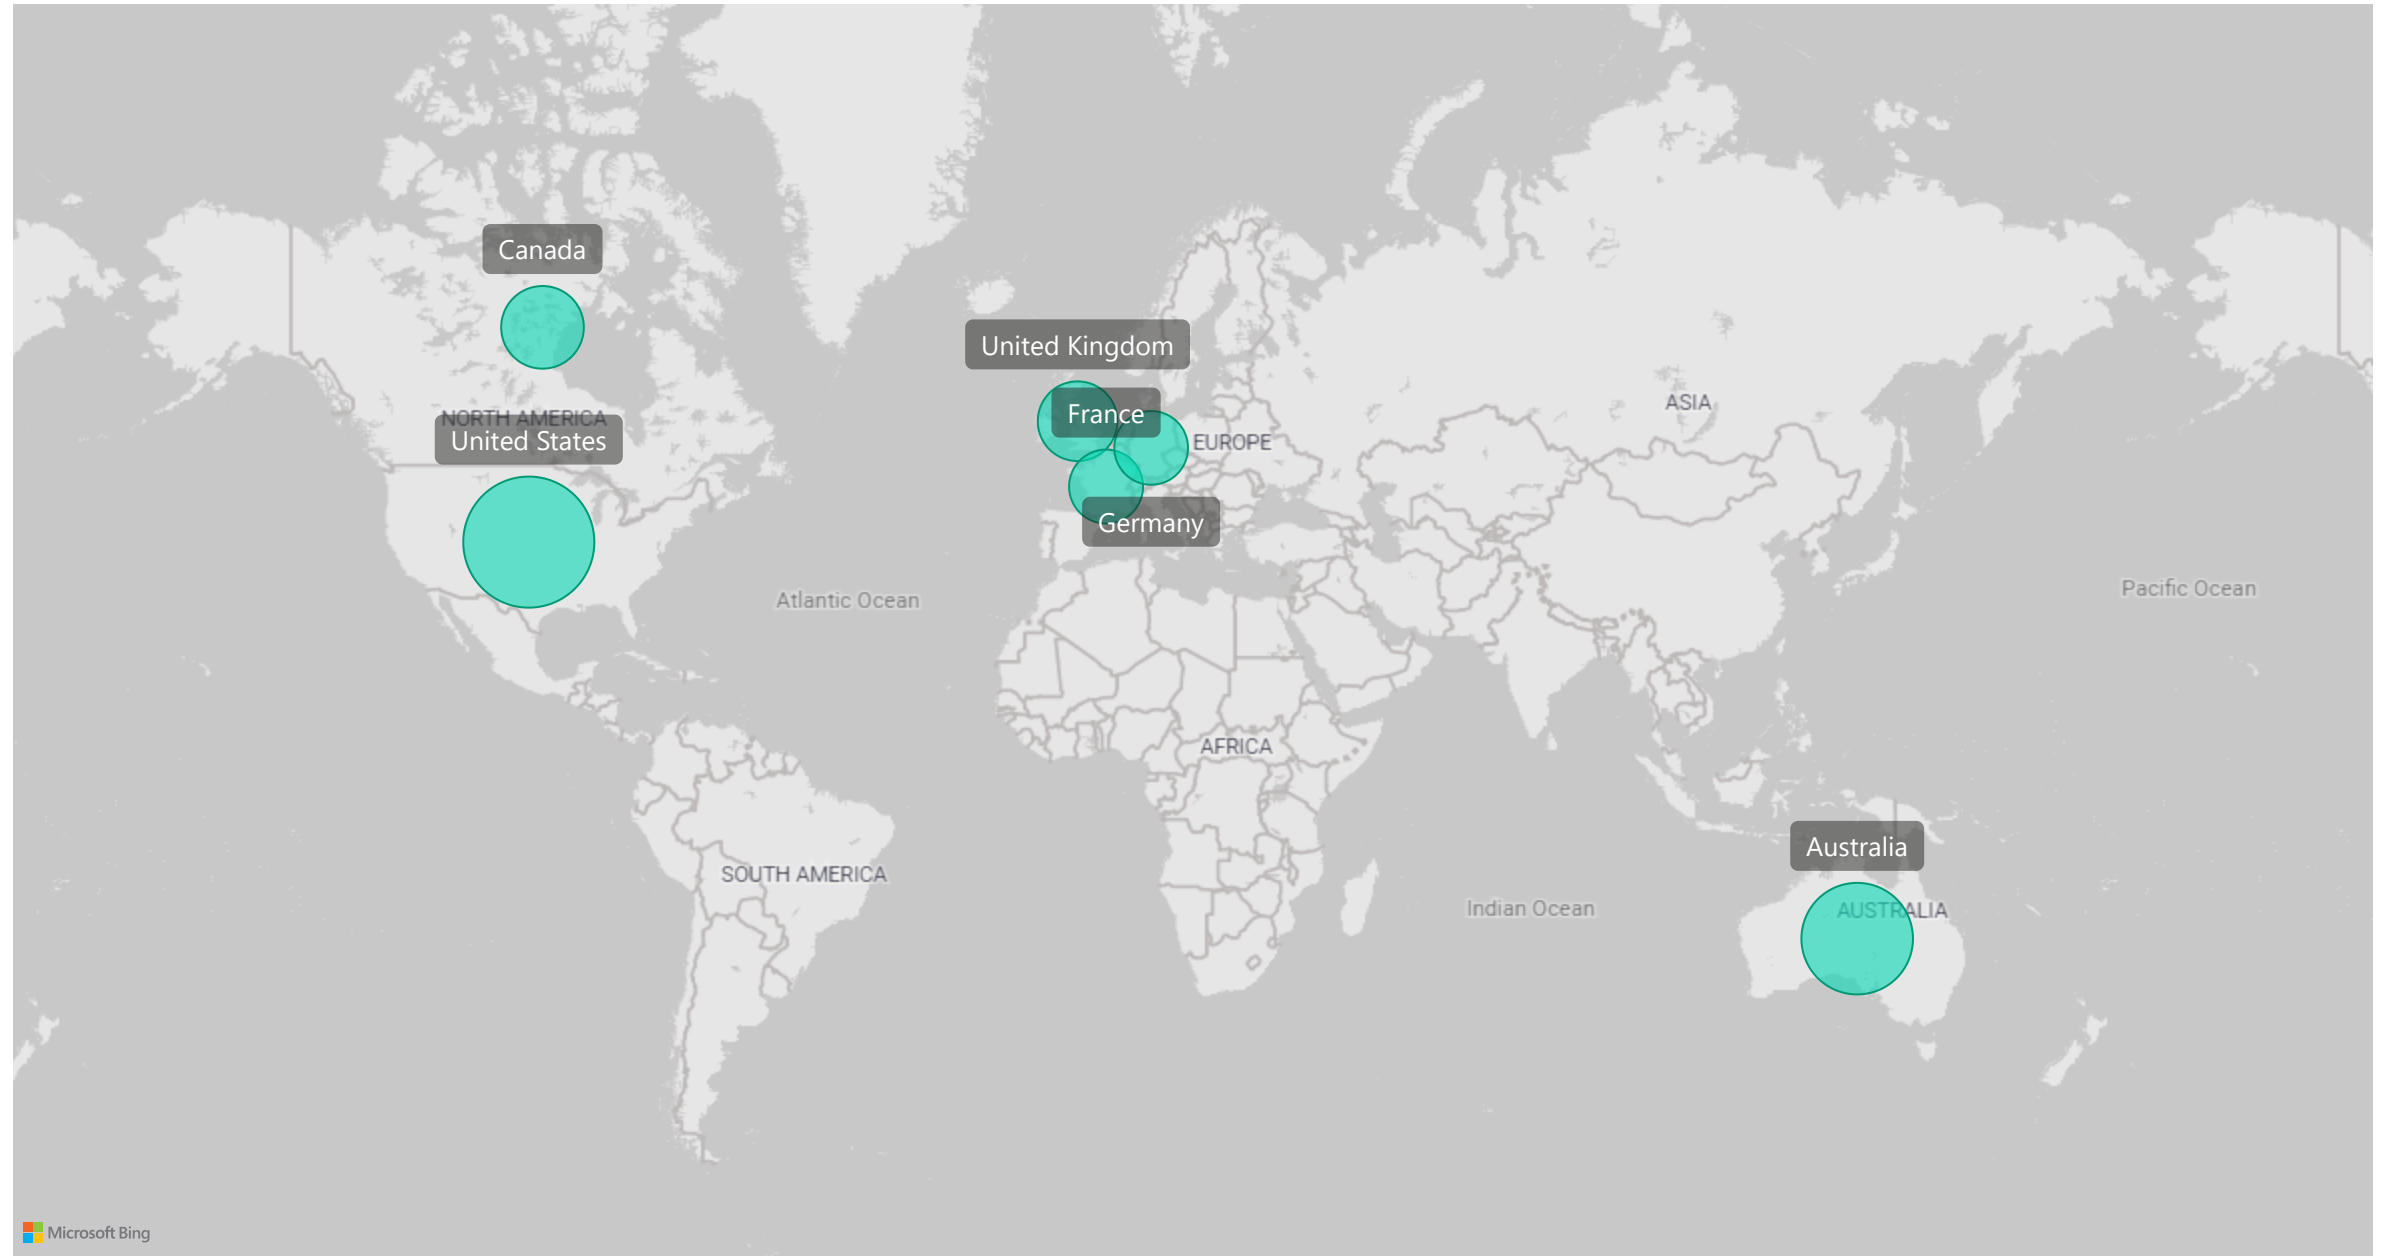 Canada
United Kingdom
ASIA
NORTH AMERICA
France
United States
EUROPE
Germany
Pacific Ocean
Atlantic Ocean
AFRICA
Australia
SOUTH AMERICA
Indian Ocean
AUSTRALIA
Microsoft Bing